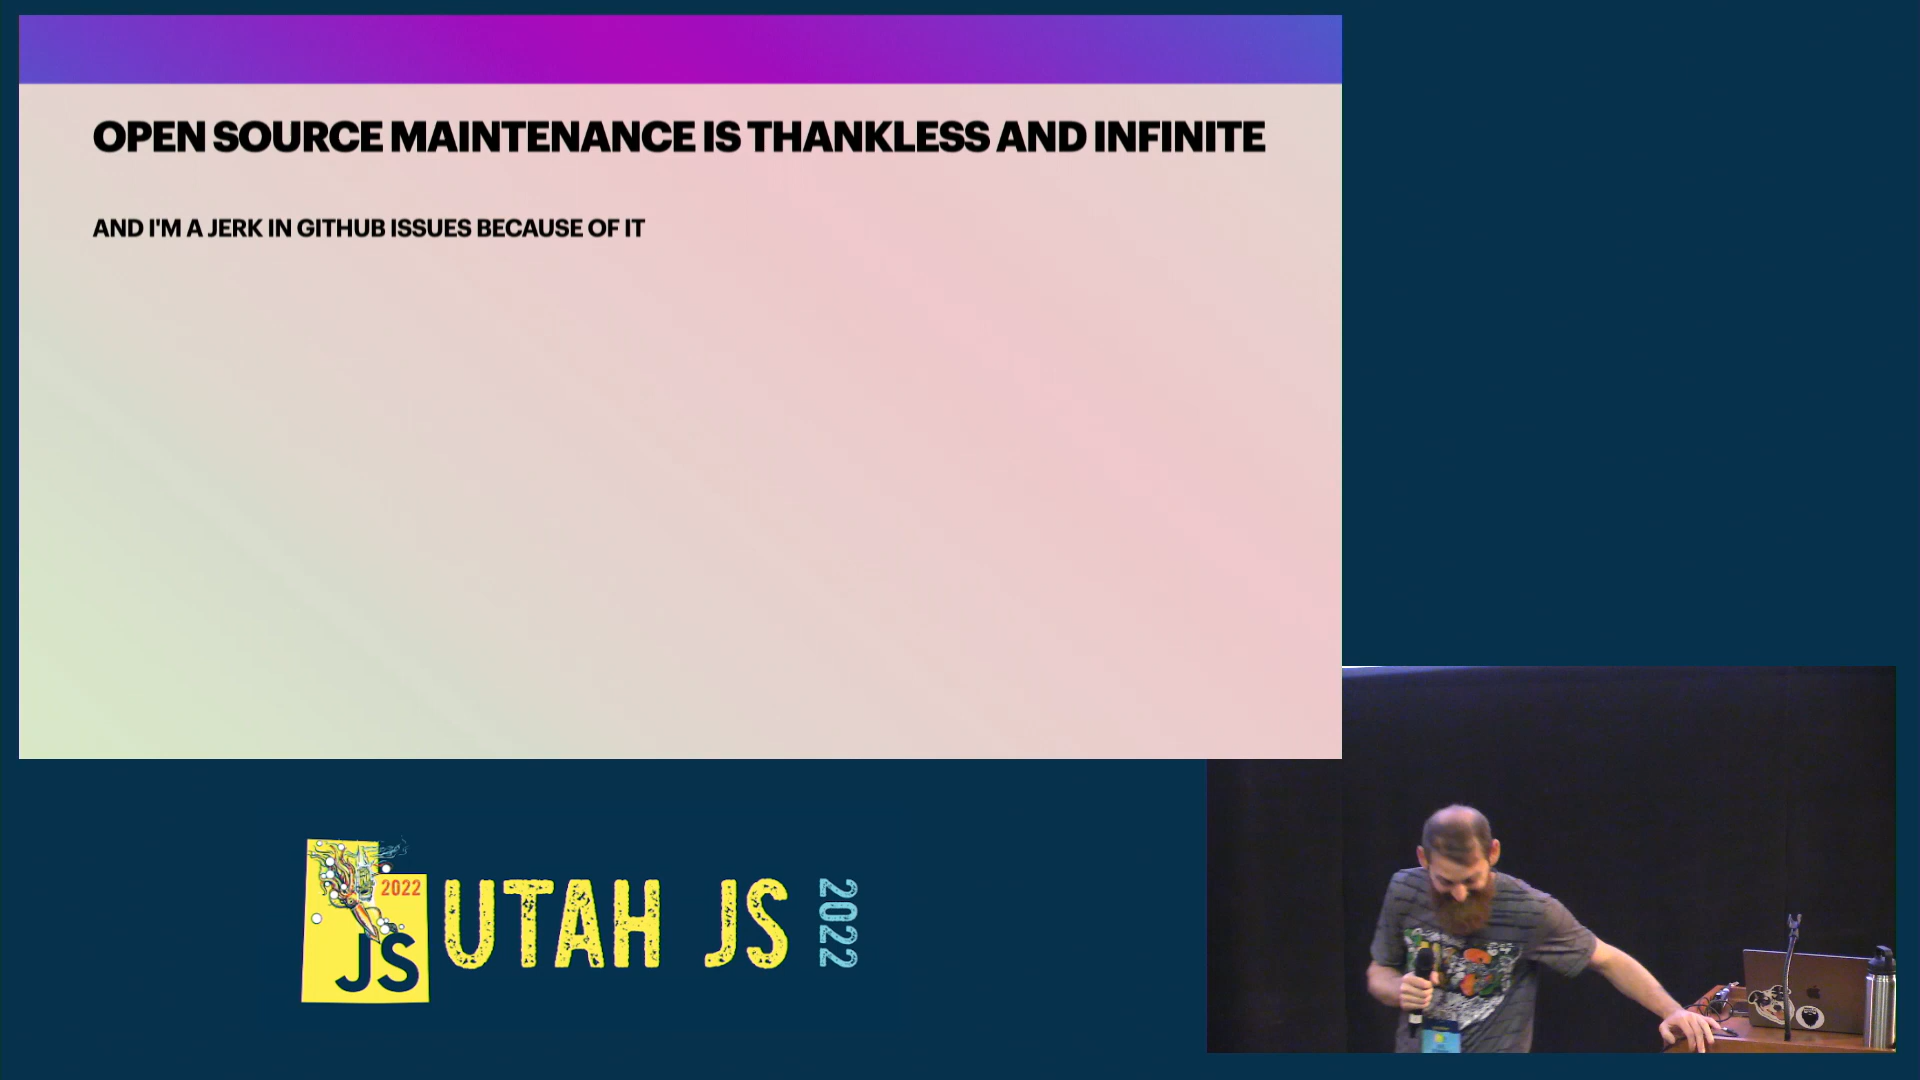 OPEN SOURCE MAINTENANCE IS THANKLESS AND INFINITE
AND I'M A JERK IN GITHUB ISSUES BECAUSE OF IT
2022
JS
UTAH JS
2022